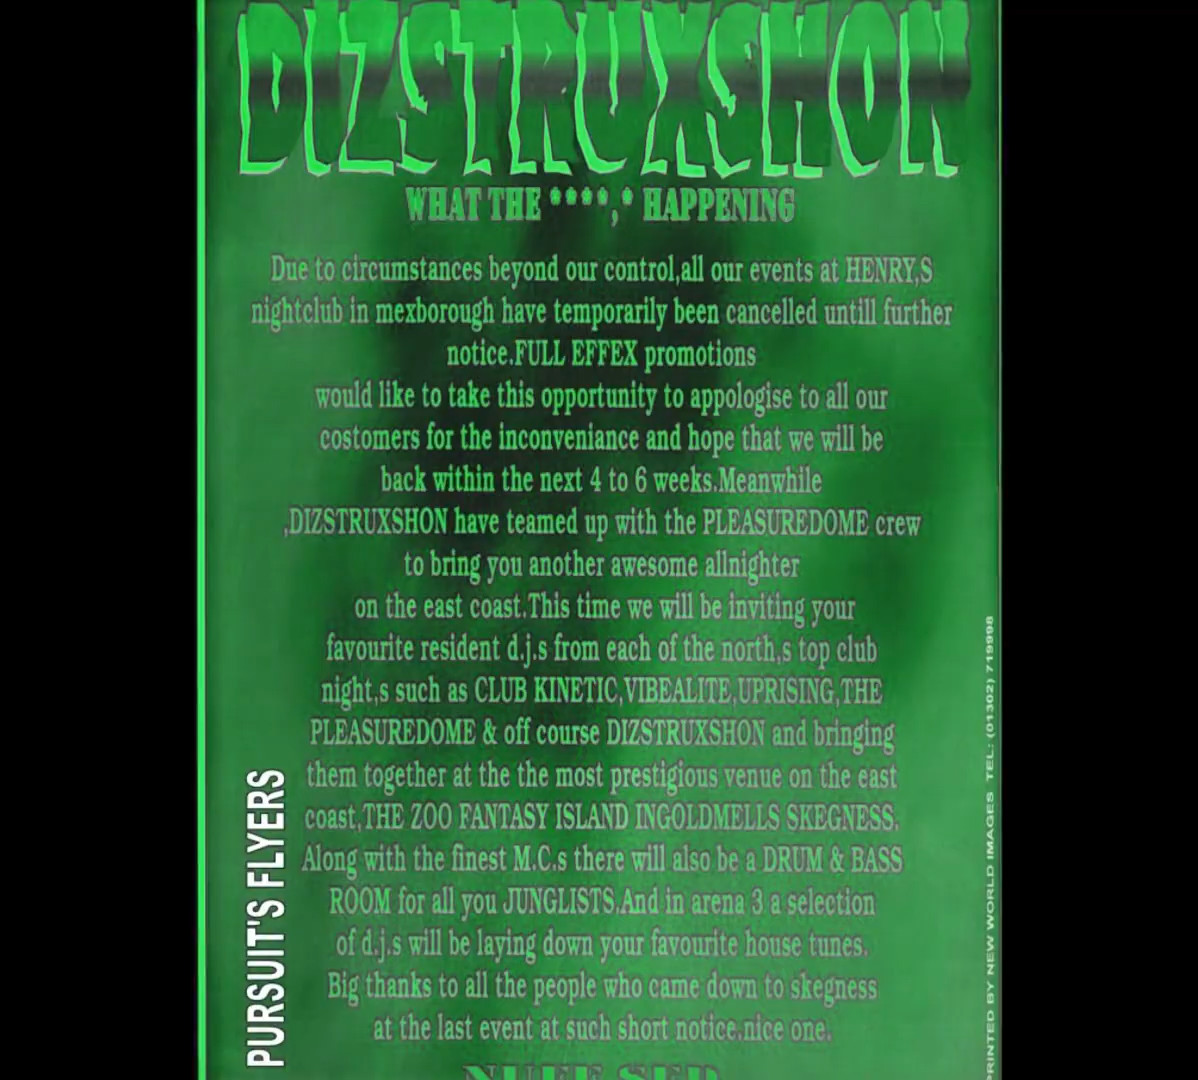 DIZSTRUXSHON
WHAT THE ****,* HAPPENING
Due to circumstances beyond our control,all our events at HENRY,S
nightclub in mexborough have temporarily been cancelled untill further
notice.FULL EFFEX promotions
would like to take this opportunity to appologise to all our
costomers for the inconveniance and hope that we will be
back within the next 4 to 6 weeks.Meanwhile
,DIZSTRUXSHON have teamed up with the PLEASUREDOME crew
to bring you another awesome allnighter
on the east coast.This time we will be inviting your
favourite resident d.j.s from each of the north,s top club
night,s such as CLUB KINETIC,VIBEALITE,UPRISING,THE
PLEASUREDOME & off course DIZSTRUXSHON and bringing
them together at the the most prestigious venue on the east
coast,THE ZOO FANTASY ISLAND INGOLDMELLS SKEGNESS.
Along with the finest M.C.s there will also be a DRUM & BASS
ROOM for all you JUNGLISTS.And in arena 3 a selection
of d.j.s will be laying down your favourite house tunes.
Big thanks to all the people who came down to skegness
at the last event at such short notice.nice one.
NUFF SED
PURSUIT'S FLYERS
PRINTED BY NEW WORLD IMAGES TEL: (01302) 719998